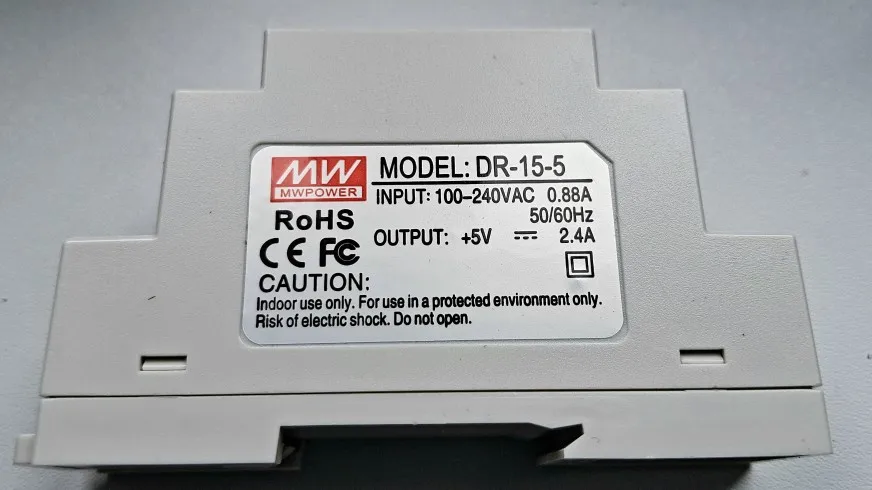 MW
MWPOWER
MODEL: DR-15-5
INPUT: 100–240VAC 0.88A
50/60Hz
RoHS
OUTPUT: +5V ⎓ 2.4A
CE FC
CAUTION:
Indoor use only. For use in a protected environment only.
Risk of electric shock. Do not open.